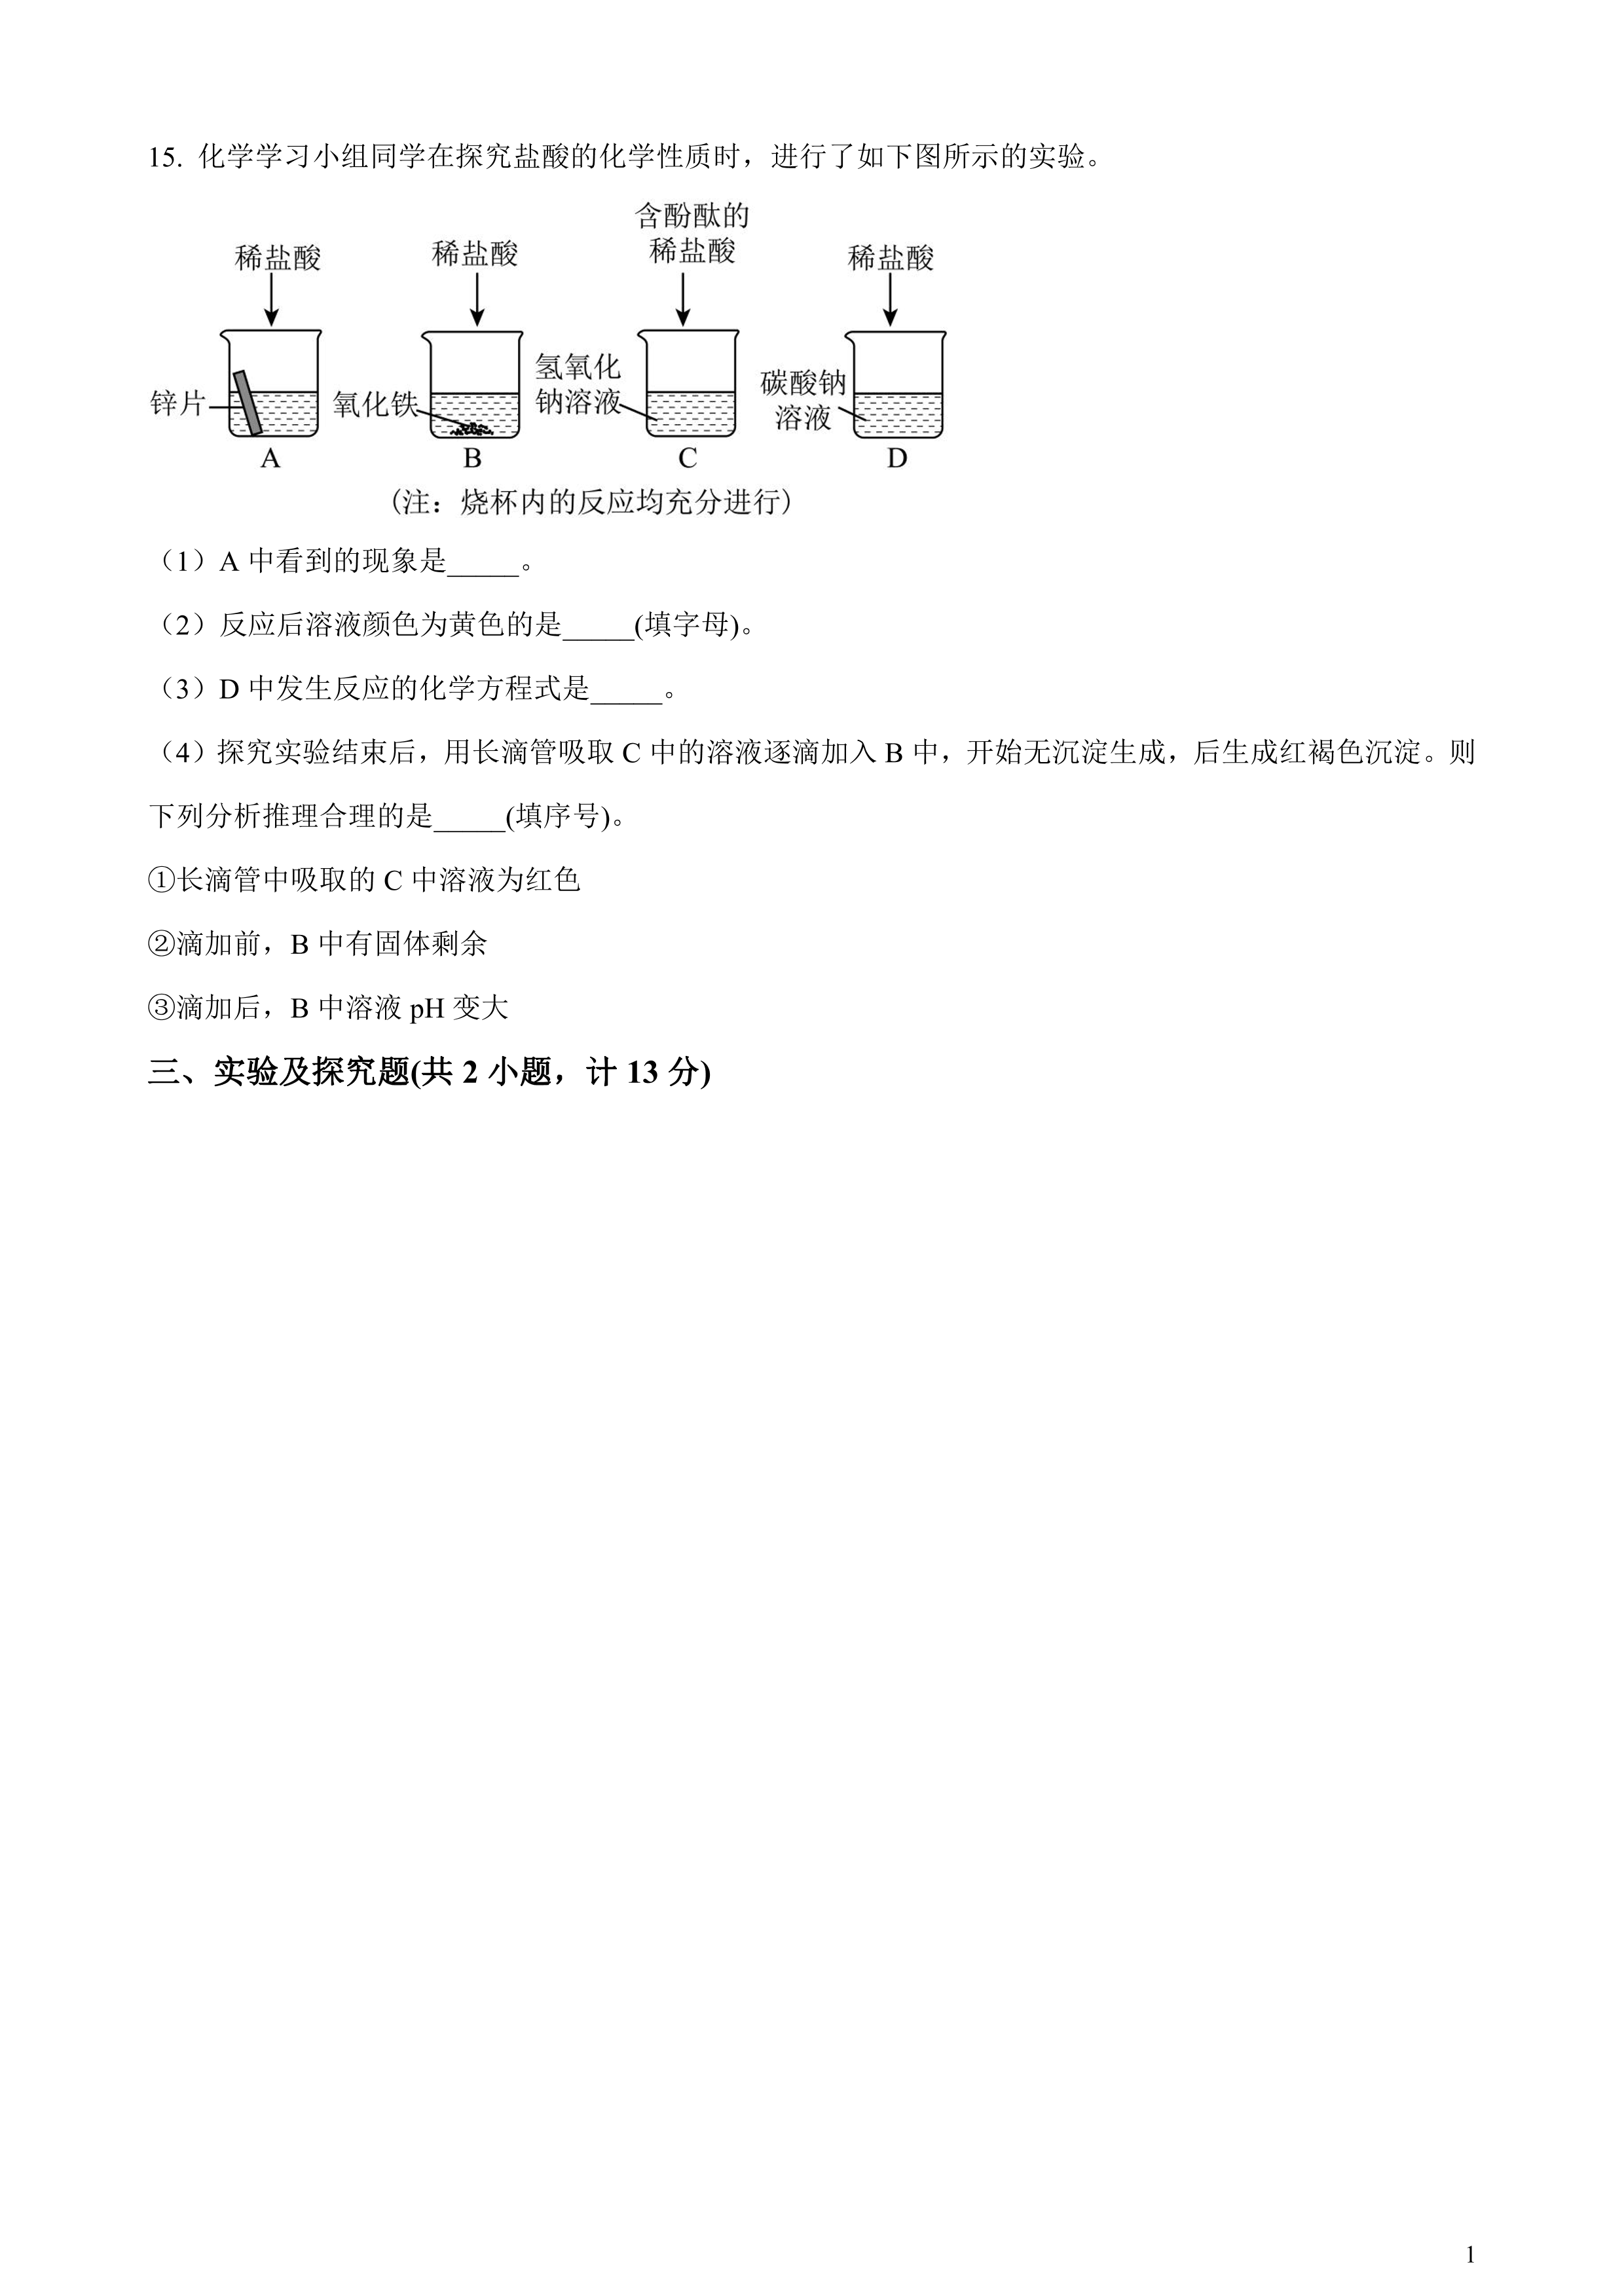 15. 化学学习小组同学在探究盐酸的化学性质时，进行了如下图所示的实验。
含酚酞的
稀盐酸 稀盐酸 稀盐酸 稀盐酸
锌片 氧化铁 氢氧化
钠溶液 碳酸钠
溶液
A B C D
(注：烧杯内的反应均充分进行)
（1）A 中看到的现象是_____。
（2）反应后溶液颜色为黄色的是_____(填字母)。
（3）D 中发生反应的化学方程式是_____。
（4）探究实验结束后，用长滴管吸取 C 中的溶液逐滴加入 B 中，开始无沉淀生成，后生成红褐色沉淀。则
下列分析推理合理的是_____(填序号)。
①长滴管中吸取的 C 中溶液为红色
②滴加前，B 中有固体剩余
③滴加后，B 中溶液 pH 变大
三、实验及探究题(共 2 小题，计 13 分)
1